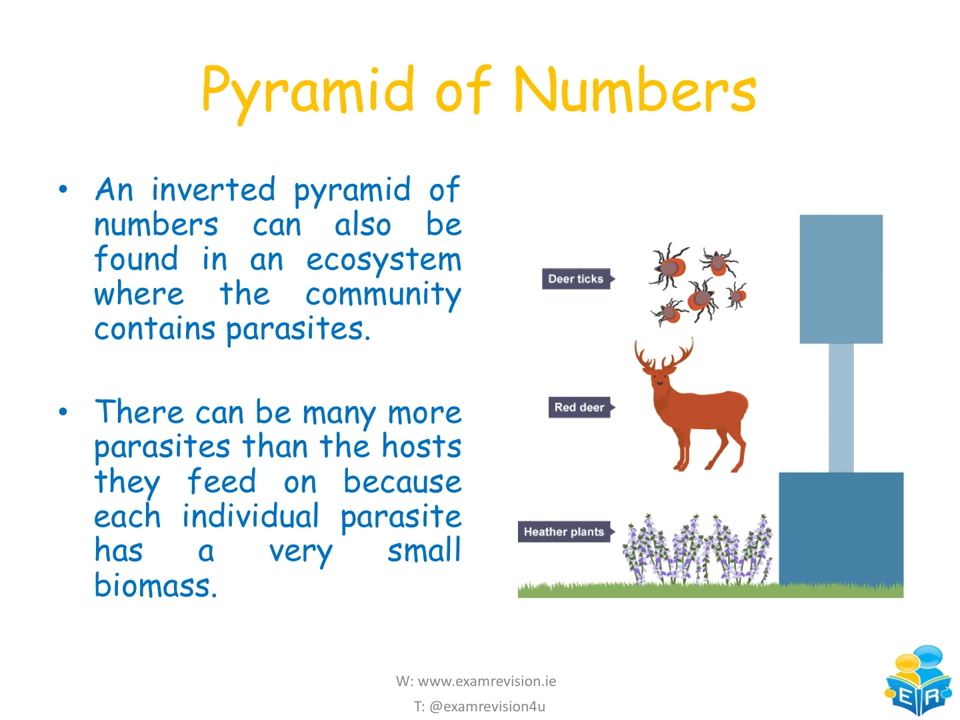 Pyramid of Numbers
• An inverted pyramid of
numbers can also be
found in an ecosystem
where the community
contains parasites.
• There can be many more
parasites than the hosts
they feed on because
each individual parasite
has a very small
biomass.
Deer ticks
Red deer
Heather plants
W: www.examrevision.ie
T: @examrevision4u
E R